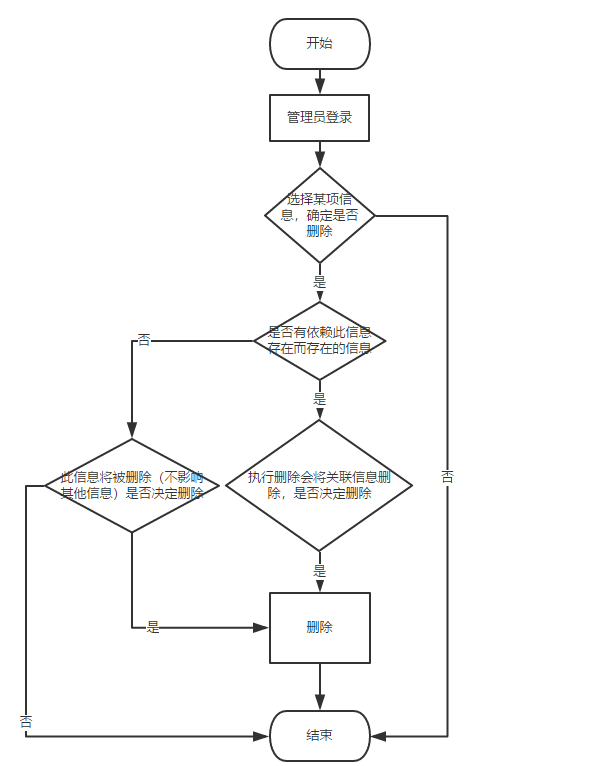 开始
管理员登录
选择某项信
息，确定是否
删除
是
是否有依赖此信息
存在而存在的信息
否
是
此信息将被删除（不影响
其他信息）是否决定删除
执行删除会将关联信息删
除，是否决定删除
否
是
删除
是
否
结束